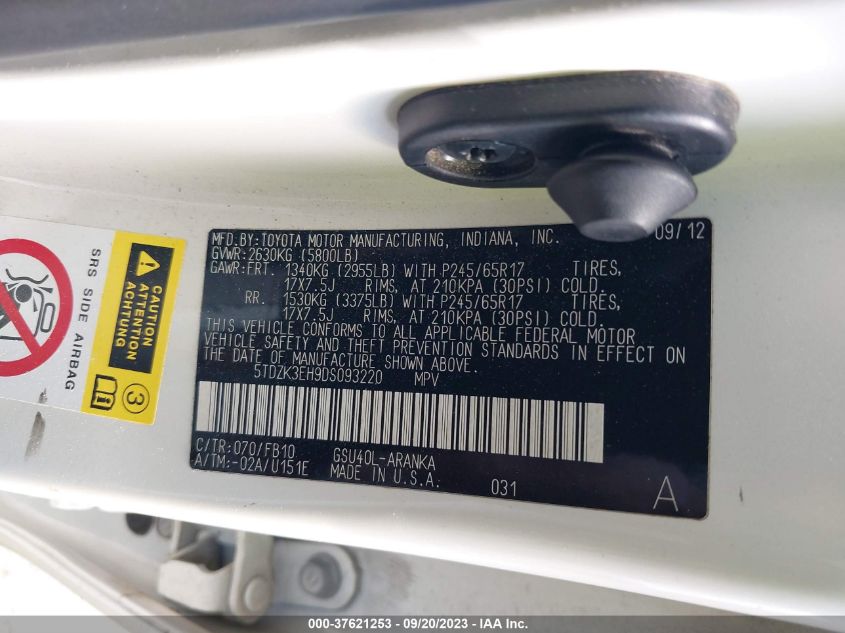 MFD.BY:TOYOTA MOTOR MANUFACTURING, INDIANA, INC. 09/12
GVWR:2630KG (5800LB)
GAWR:FRT. 1340KG (2955LB) WITH P245/65R17 TIRES,
17X7.5J RIMS, AT 210KPA (30PSI) COLD.
RR. 1530KG (3375LB) WITH P245/65R17 TIRES,
17X7.5J RIMS, AT 210KPA (30PSI) COLD.
THIS VEHICLE CONFORMS TO ALL APPLICABLE FEDERAL MOTOR
VEHICLE SAFETY AND THEFT PREVENTION STANDARDS IN EFFECT ON
THE DATE OF MANUFACTURE SHOWN ABOVE.
5TDZK3EH9DS093220 MPV
C/TR:070/FB10 GSU40L-ARANKA
A/TM:-02A/U151E MADE IN U.S.A.
031 A
SRS SIDE AIRBAG
CAUTION
ATTENTION
3
000-37621253 - 09/20/2023 - IAA Inc.